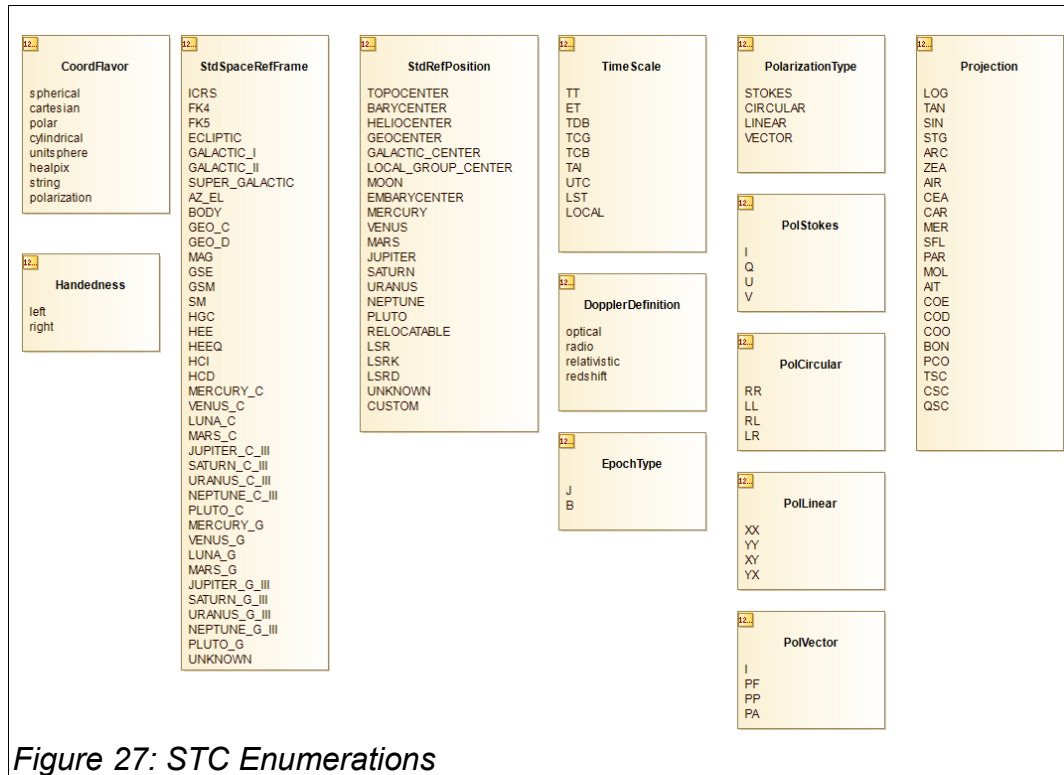 12...
CoordFlavor
spherical
cartesian
polar
cylindrical
unitsphere
healpix
string
polarization
12...
Handedness
left
right
12...
StdSpaceRefFrame
ICRS
FK4
FK5
ECLIPTIC
GALACTIC_I
GALACTIC_II
SUPER_GALACTIC
AZ_EL
BODY
GEO_C
GEO_D
MAG
GSE
GSM
SM
HGC
HEE
HEEQ
HCI
HCD
MERCURY_C
VENUS_C
LUNA_C
MARS_C
JUPITER_C_III
SATURN_C_III
URANUS_C_III
NEPTUNE_C_III
PLUTO_C
MERCURY_G
VENUS_G
LUNA_G
MARS_G
JUPITER_G_III
SATURN_G_III
URANUS_G_III
NEPTUNE_G_III
PLUTO_G
UNKNOWN
12...
StdRefPosition
TOPOCENTER
BARYCENTER
HELIOCENTER
GEOCENTER
GALACTIC_CENTER
LOCAL_GROUP_CENTER
MOON
EMBARYCENTER
MERCURY
VENUS
MARS
JUPITER
SATURN
URANUS
NEPTUNE
PLUTO
RELOCATABLE
LSR
LSRK
LSRD
UNKNOWN
CUSTOM
12...
TimeScale
TT
ET
TDB
TCG
TCB
TAI
UTC
LST
LOCAL
12...
DopplerDefinition
optical
radio
relativistic
redshift
12...
EpochType
J
B
12...
PolarizationType
STOKES
CIRCULAR
LINEAR
VECTOR
12...
PolStokes
I
Q
U
V
12...
PolCircular
RR
LL
RL
LR
12...
PolLinear
XX
YY
XY
YX
12...
PolVector
I
PF
PP
PA
12...
Projection
LOG
TAN
SIN
STG
ARC
ZEA
AIR
CEA
CAR
MER
SFL
PAR
MOL
AIT
COE
COD
COO
BON
PCO
TSC
CSC
QSC
Figure 27: STC Enumerations